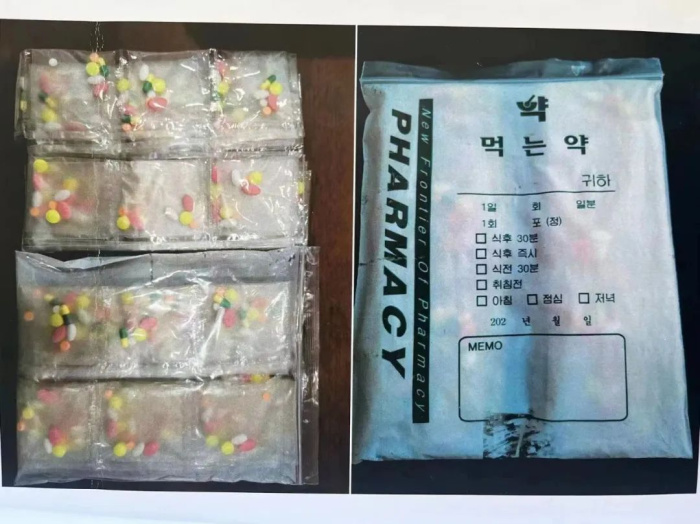 약
먹는약
귀하
1일 회 일분
1회 포 (정)
식후 30분
식후 즉시
식전 30분
취침전
아침 점심 저녁
202 년 월 일
MEMO
New Frontier Of Pharmacy
PHARMACY